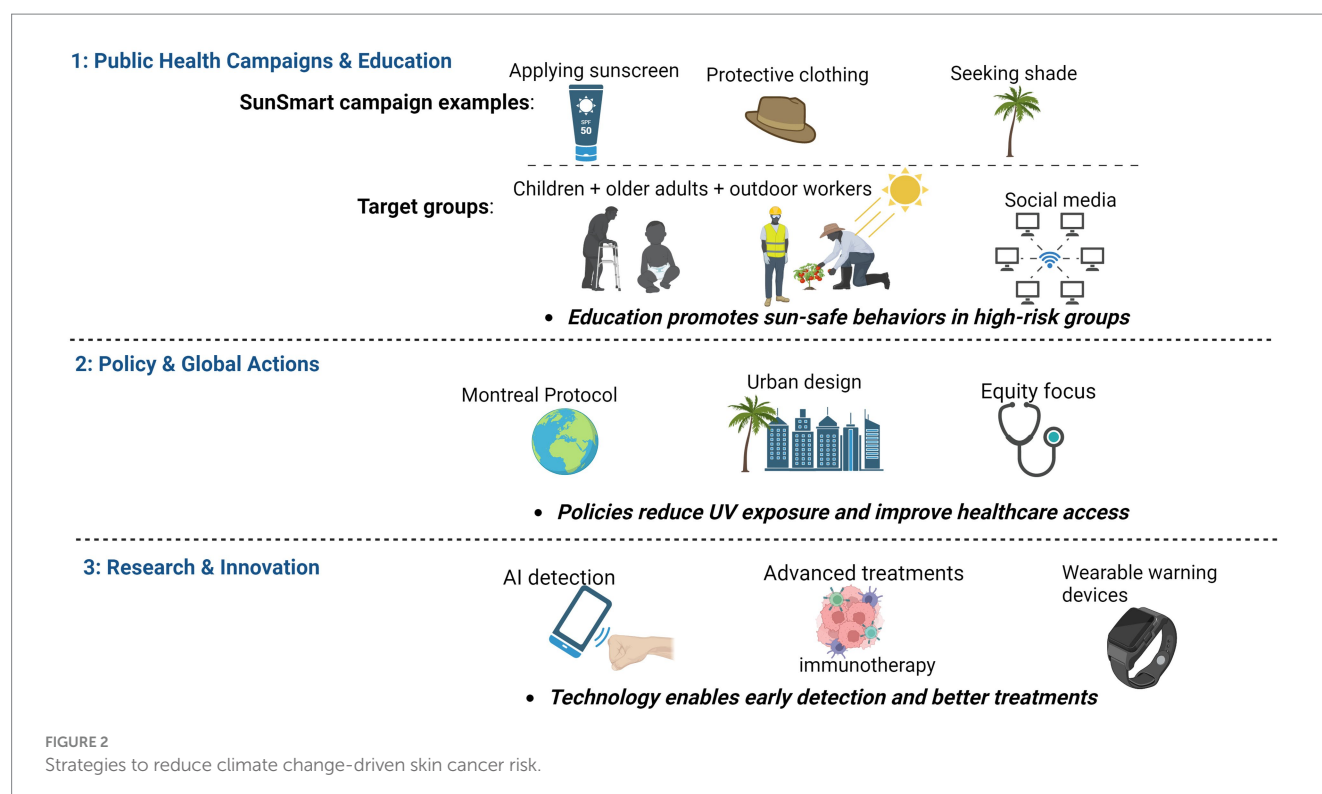 1: Public Health Campaigns & Education
SunSmart campaign examples:
Applying sunscreen
Protective clothing
Seeking shade
SPF
50
Target groups:
Children + older adults + outdoor workers
Social media
• Education promotes sun-safe behaviors in high-risk groups
2: Policy & Global Actions
Montreal Protocol
Urban design
Equity focus
• Policies reduce UV exposure and improve healthcare access
3: Research & Innovation
AI detection
Advanced treatments
immunotherapy
Wearable warning
devices
• Technology enables early detection and better treatments
FIGURE 2
Strategies to reduce climate change-driven skin cancer risk.